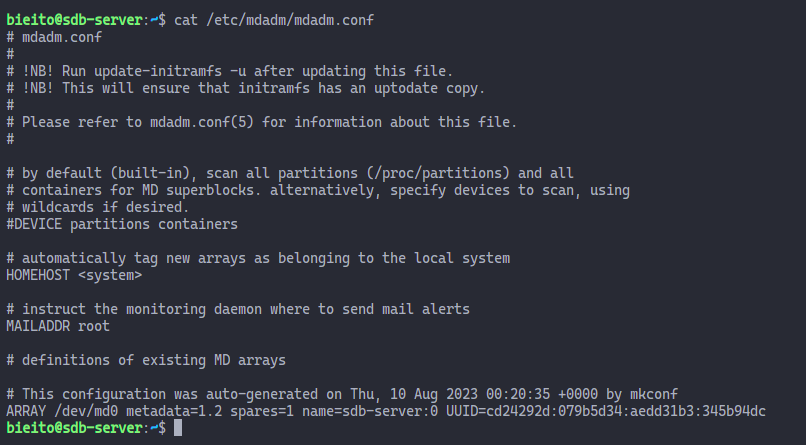 bieito@sdb-server:~$ cat /etc/mdadm/mdadm.conf
# mdadm.conf
#
# !NB! Run update-initramfs -u after updating this file.
# !NB! This will ensure that initramfs has an uptodate copy.
#
# Please refer to mdadm.conf(5) for information about this file.
#
# by default (built-in), scan all partitions (/proc/partitions) and all
# containers for MD superblocks. alternatively, specify devices to scan, using
# wildcards if desired.
#DEVICE partitions containers
# automatically tag new arrays as belonging to the local system
HOMEHOST <system>
# instruct the monitoring daemon where to send mail alerts
MAILADDR root
# definitions of existing MD arrays
# This configuration was auto-generated on Thu, 10 Aug 2023 00:20:35 +0000 by mkconf
ARRAY /dev/md0 metadata=1.2 spares=1 name=sdb-server:0 UUID=cd24292d:079b5d34:aedd31b3:345b94dc
bieito@sdb-server:~$